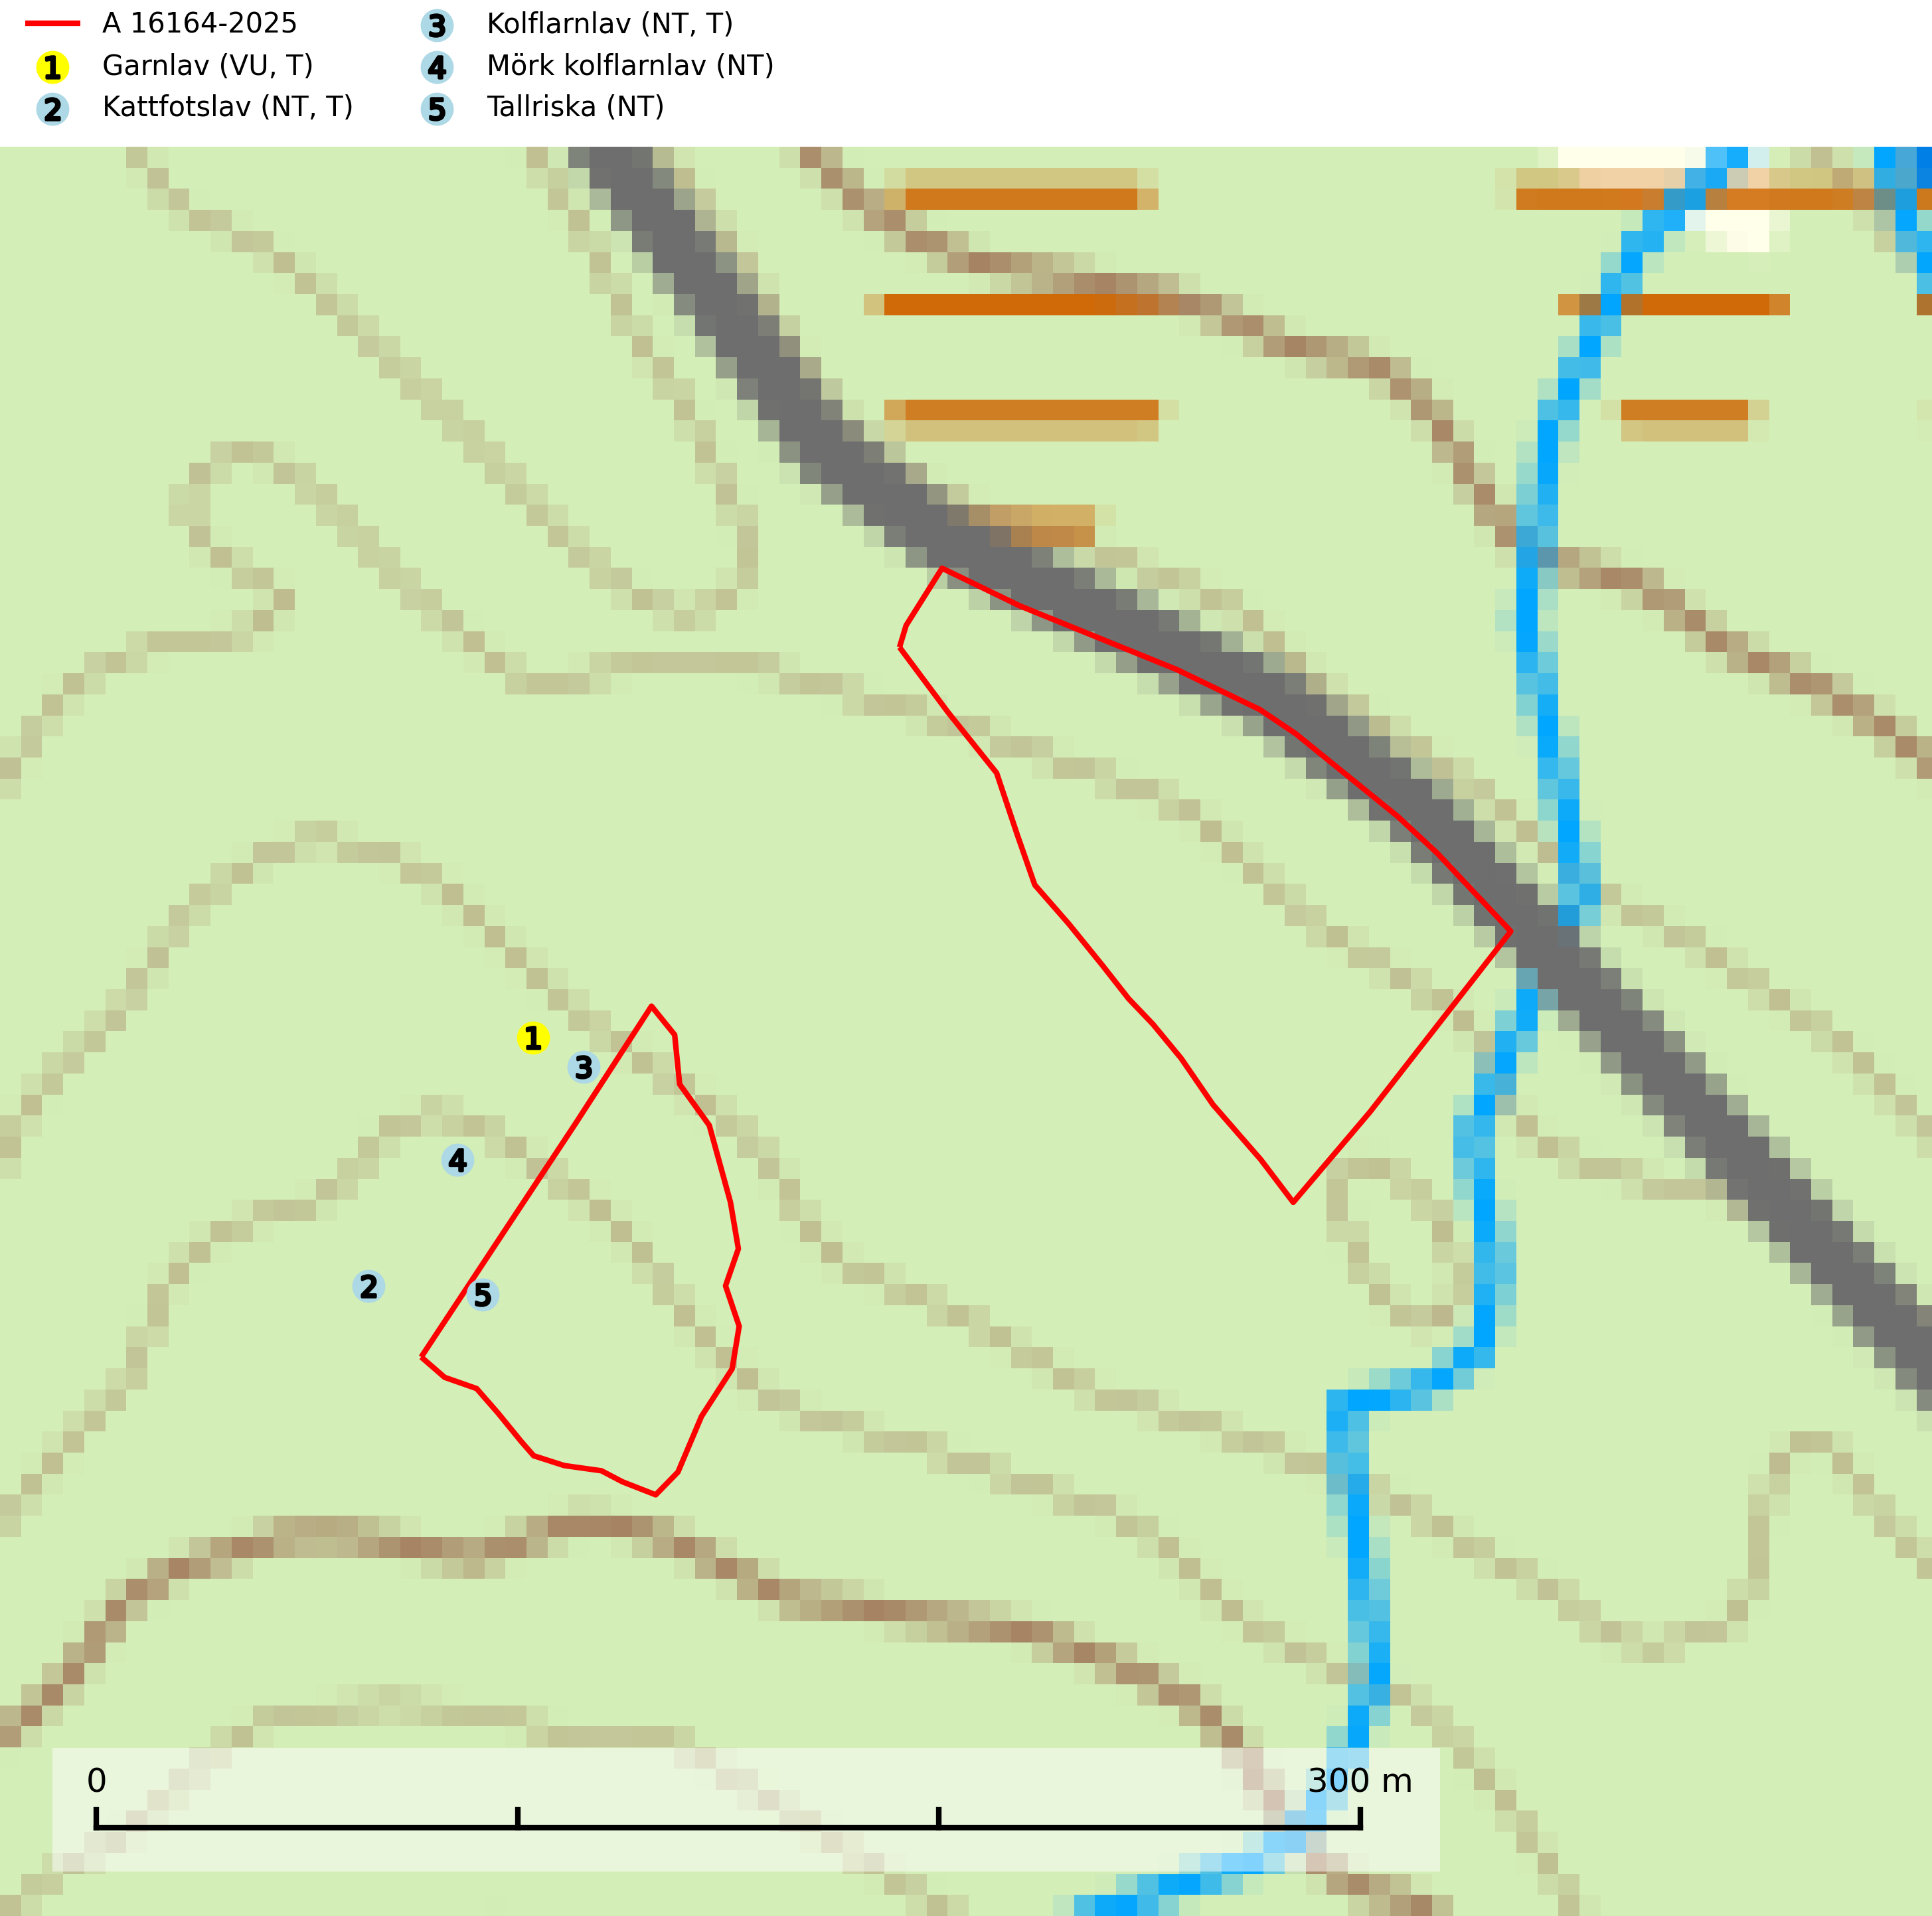 A 16164-2025
1 Garnlav (VU, T)
2 Kattfotslav (NT, T)
3 Kolflarnlav (NT, T)
4 Mörk kolflarnlav (NT)
5 Tallriska (NT)
1
3
4
2
5
0 300 m